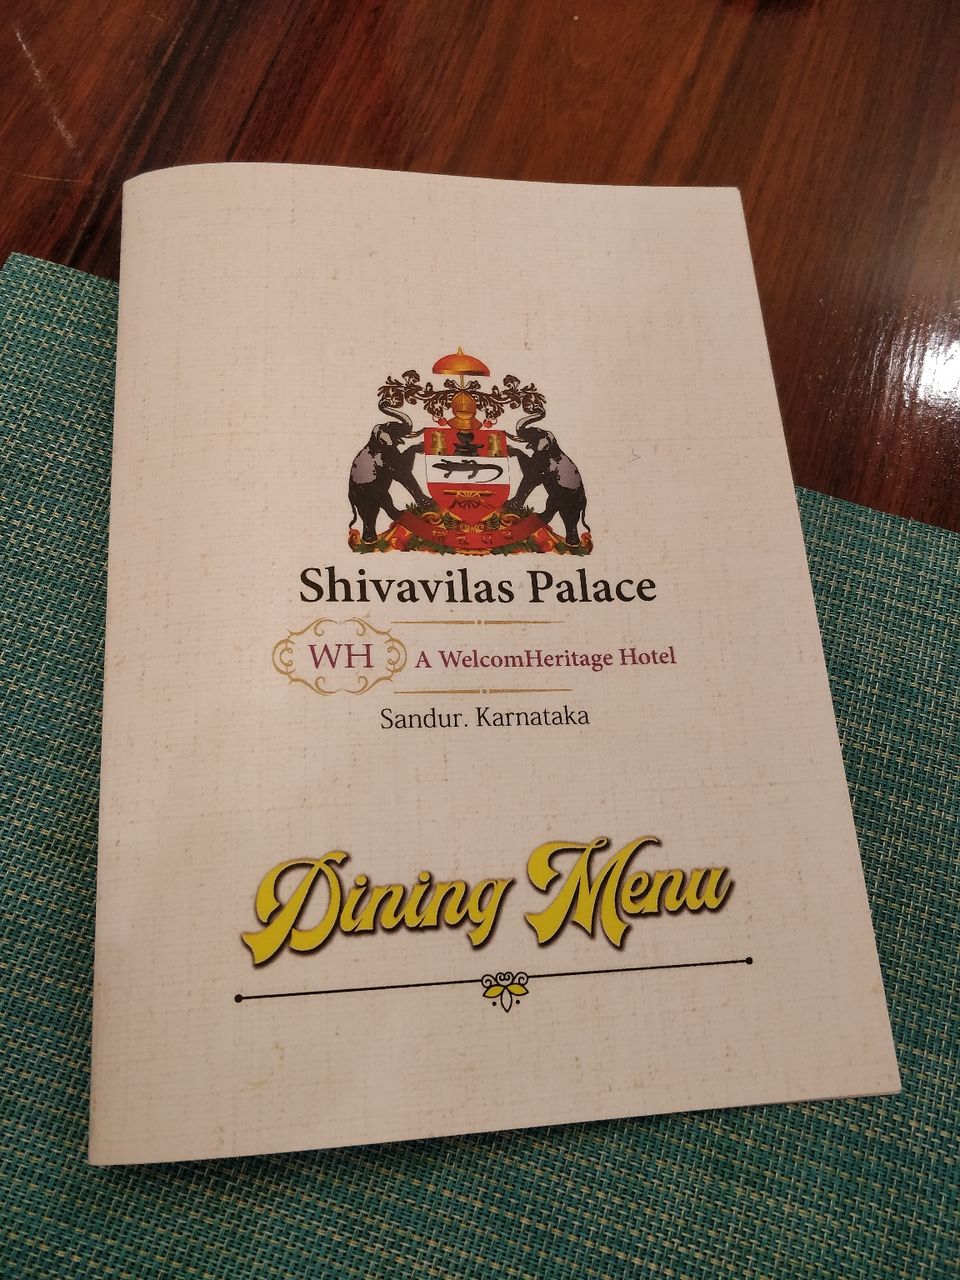 Shivavilas Palace
WH
A WelcomHeritage Hotel
Sandur. Karnataka
Dining Menu